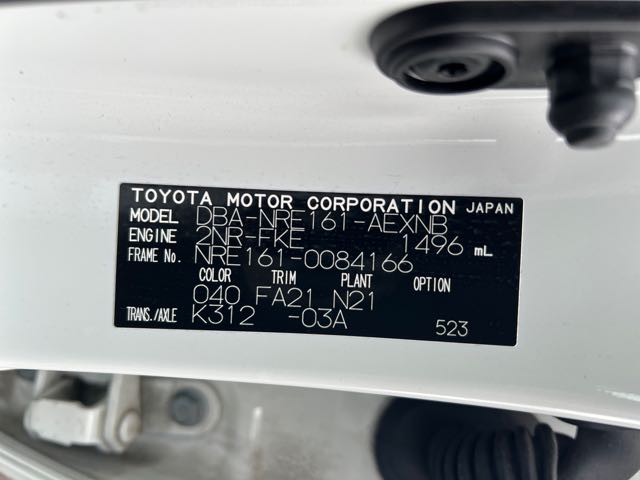 TOYOTA MOTOR CORPORATION JAPAN
MODEL DBA-NRE161-AEXNB
ENGINE 2NR-FKE 1496 mL
FRAME No. NRE161-0084166
COLOR TRIM PLANT OPTION
040 FA21 N21
TRANS./AXLE K312 -03A 523